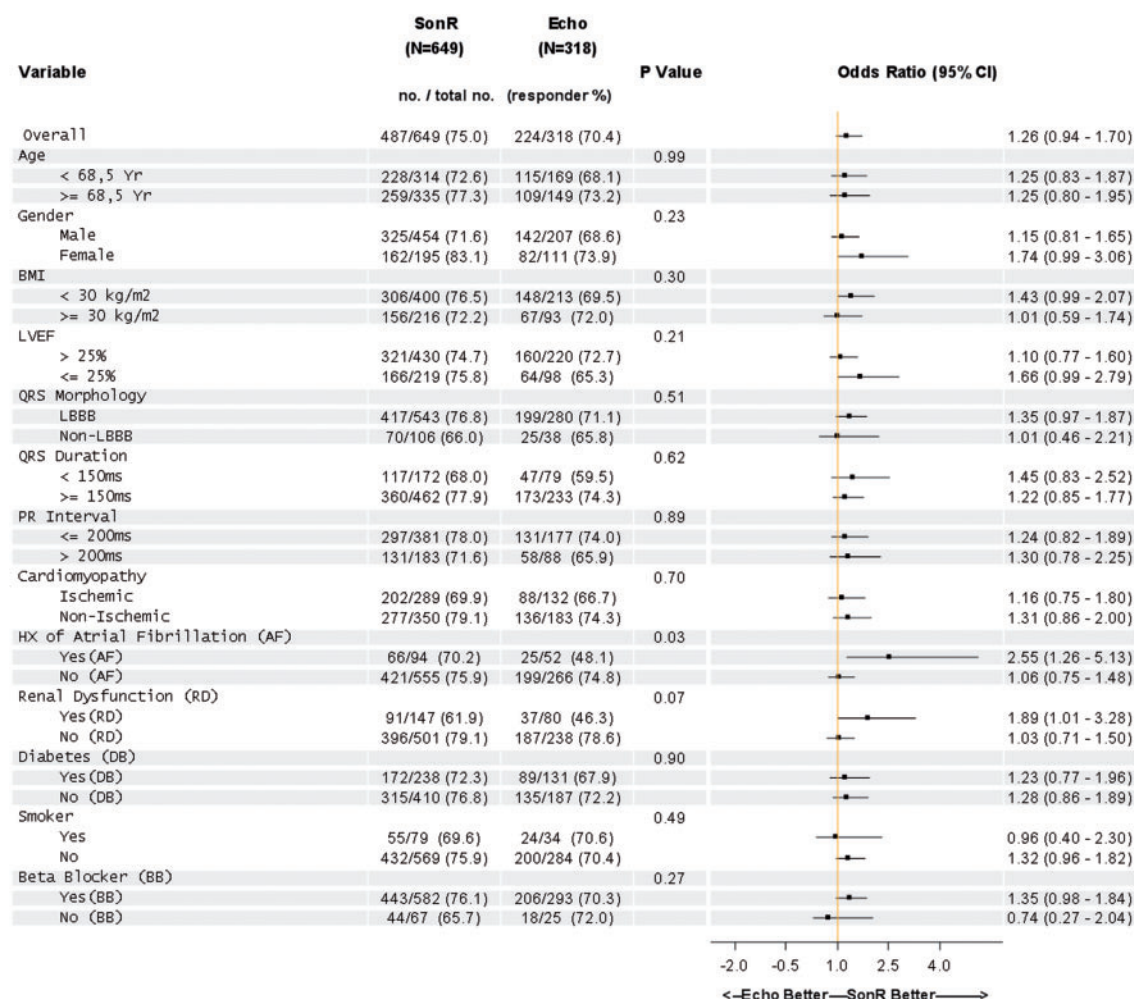 SonR Echo
(N=649) (N=318)
Variable P Value Odds Ratio (95% CI)
no. / total no. (responder %)
Overall 487/649 (75.0) 224/318 (70.4) 1.26 (0.94 - 1.70)
Age 0.99
< 68,5 Yr 228/314 (72.6) 115/169 (68.1) 1.25 (0.83 - 1.87)
>= 68,5 Yr 259/335 (77.3) 109/149 (73.2) 1.25 (0.80 - 1.95)
Gender 0.23
Male 325/454 (71.6) 142/207 (68.6) 1.15 (0.81 - 1.65)
Female 162/195 (83.1) 82/111 (73.9) 1.74 (0.99 - 3.06)
BMI 0.30
< 30 kg/m2 306/400 (76.5) 148/213 (69.5) 1.43 (0.99 - 2.07)
>= 30 kg/m2 156/216 (72.2) 67/93 (72.0) 1.01 (0.59 - 1.74)
LVEF 0.21
> 25% 321/430 (74.7) 160/220 (72.7) 1.10 (0.77 - 1.60)
<= 25% 166/219 (75.8) 64/98 (65.3) 1.66 (0.99 - 2.79)
QRS Morphology 0.51
LBBB 417/543 (76.8) 199/280 (71.1) 1.35 (0.97 - 1.87)
Non-LBBB 70/106 (66.0) 25/38 (65.8) 1.01 (0.46 - 2.21)
QRS Duration 0.62
< 150ms 117/172 (68.0) 47/79 (59.5) 1.45 (0.83 - 2.52)
>= 150ms 360/462 (77.9) 173/233 (74.3) 1.22 (0.85 - 1.77)
PR Interval 0.89
<= 200ms 297/381 (78.0) 131/177 (74.0) 1.24 (0.82 - 1.89)
> 200ms 131/183 (71.6) 58/88 (65.9) 1.30 (0.78 - 2.25)
Cardiomyopathy 0.70
Ischemic 202/289 (69.9) 88/132 (66.7) 1.16 (0.75 - 1.80)
Non-Ischemic 277/350 (79.1) 136/183 (74.3) 1.31 (0.86 - 2.00)
HX of Atrial Fibrillation (AF) 0.03
Yes(AF) 66/94 (70.2) 25/52 (48.1) 2.55 (1.26 - 5.13)
No (AF) 421/555 (75.9) 199/266 (74.8) 1.06 (0.75 - 1.48)
Renal Dysfunction (RD) 0.07
Yes(RD) 91/147 (61.9) 37/80 (46.3) 1.89 (1.01 - 3.28)
No (RD) 396/501 (79.1) 187/238 (78.6) 1.03 (0.71 - 1.50)
Diabetes (DB) 0.90
Yes(DB) 172/238 (72.3) 89/131 (67.9) 1.23 (0.77 - 1.96)
No (DB) 315/410 (76.8) 135/187 (72.2) 1.28 (0.86 - 1.89)
Smoker 0.49
Yes 55/79 (69.6) 24/34 (70.6) 0.96 (0.40 - 2.30)
No 432/569 (75.9) 200/284 (70.4) 1.32 (0.96 - 1.82)
Beta Blocker (BB) 0.27
Yes(BB) 443/582 (76.1) 206/293 (70.3) 1.35 (0.98 - 1.84)
No (BB) 44/67 (65.7) 18/25 (72.0) 0.74 (0.27 - 2.04)
-2.0 -0.5 1.0 2.5 4.0
<--Echo Better---SonR Better---->